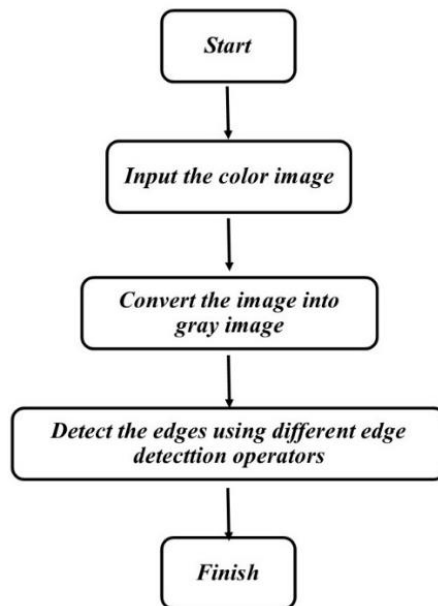 Start
Input the color image
Convert the image into
gray image
Detect the edges using different edge
detecttion operators
Finish